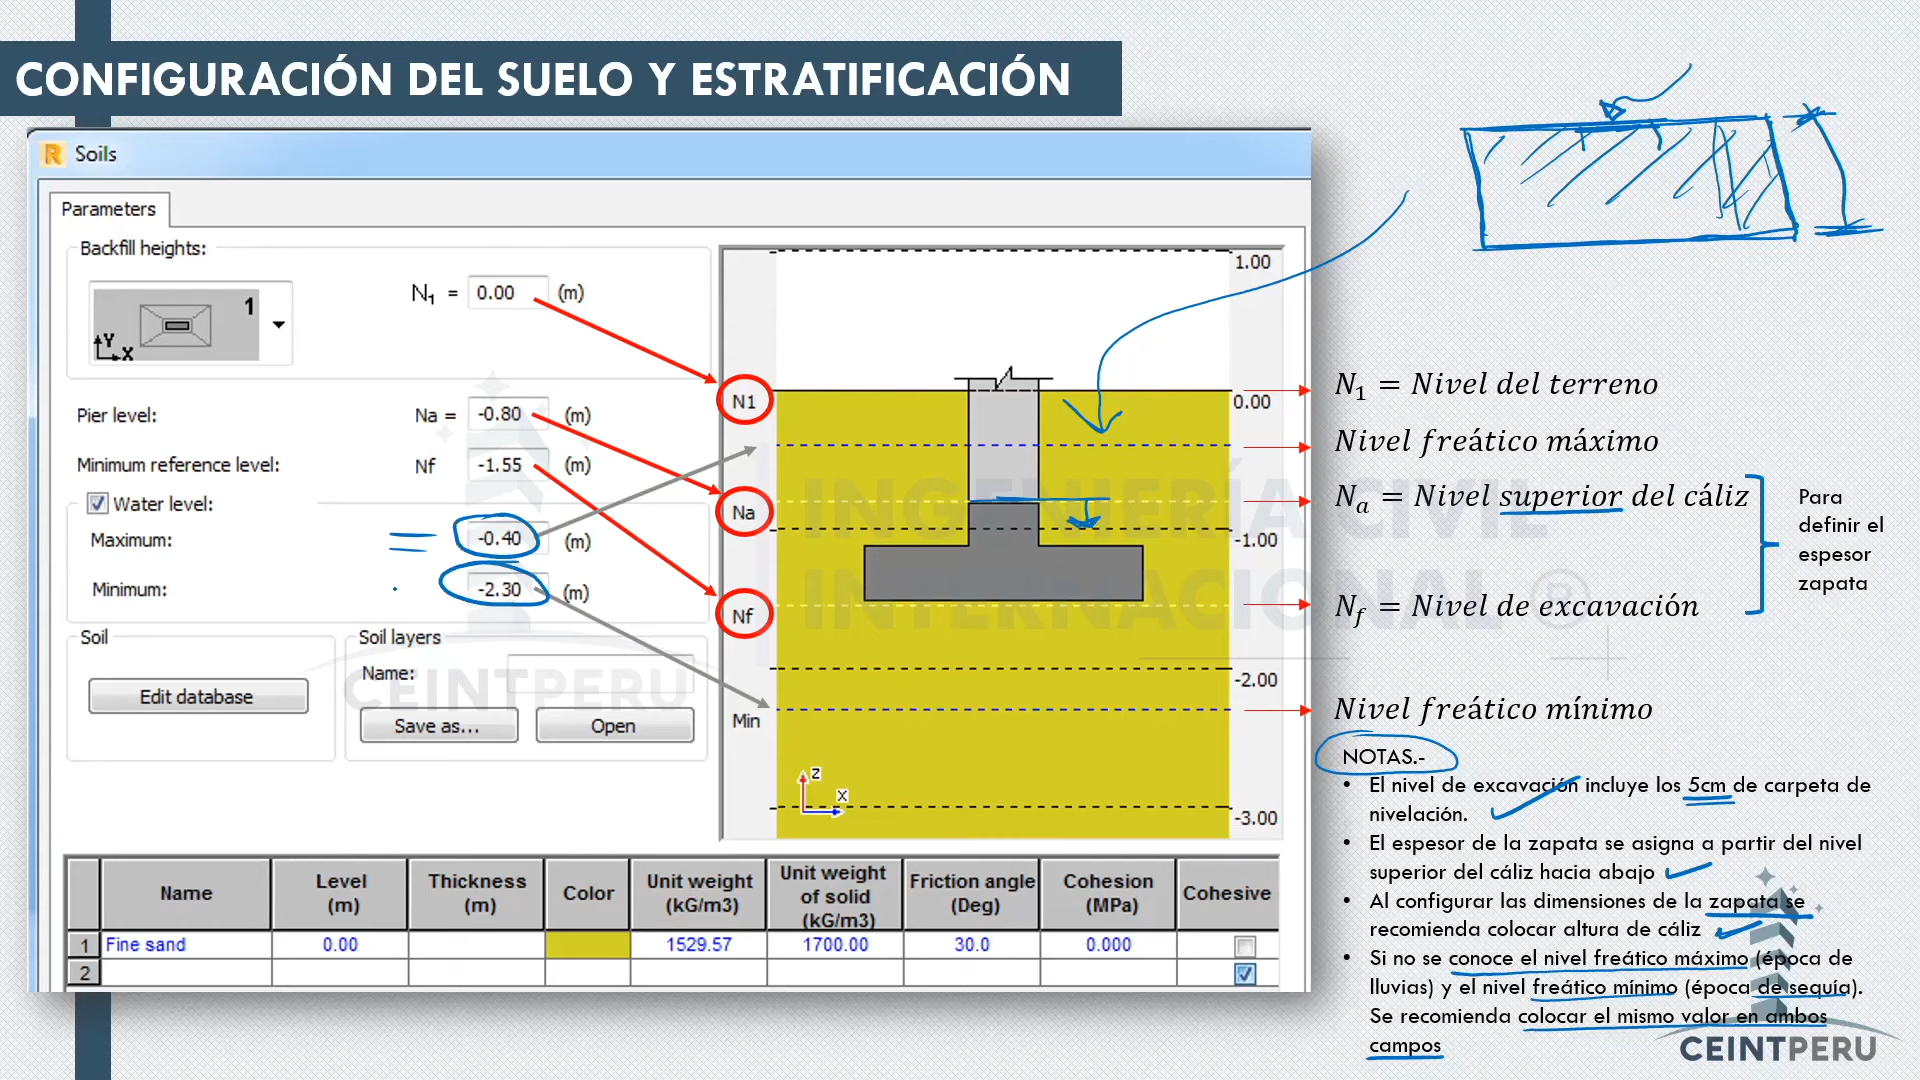 CONFIGURACIÓN DEL SUELO Y ESTRATIFICACIÓN
R Soils
Parameters
Backfill heights:
1
Y
X
N1 = 0.00 (m)
Pier level: Na = -0.80 (m)
Minimum reference level: Nf -1.55 (m)
Water level:
Maximum: -0.40 (m)
Minimum: -2.30 (m)
Soil
Edit database
Soil layers
Name:
Save as...
Open
N1
Na
Nf
Min
1.00
0.00
-1.00
-2.00
-3.00
z
x
INGENIERÍA CIVIL
INTERNACIONAL ®
CEINTPERU
N1 = Nivel del terreno
Nivel freático máximo
Na = Nivel superior del cáliz
Nf = Nivel de excavación
Nivel freático mínimo
Para
definir el
espesor
zapata
NOTAS.-
• El nivel de excavación incluye los 5cm de carpeta de
nivelación.
• El espesor de la zapata se asigna a partir del nivel
superior del cáliz hacia abajo
• Al configurar las dimensiones de la zapata se
recomienda colocar altura de cáliz
• Si no se conoce el nivel freático máximo (época de
lluvias) y el nivel freático mínimo (época de sequía).
Se recomienda colocar el mismo valor en ambos
campos
CEINTPERU
Name Level (m) Thickness (m) Color Unit weight (kG/m3) Unit weight of solid (kG/m3) Friction angle (Deg) Cohesion (MPa) Cohesive
1 Fine sand 0.00 1529.57 1700.00 30.0 0.000
2